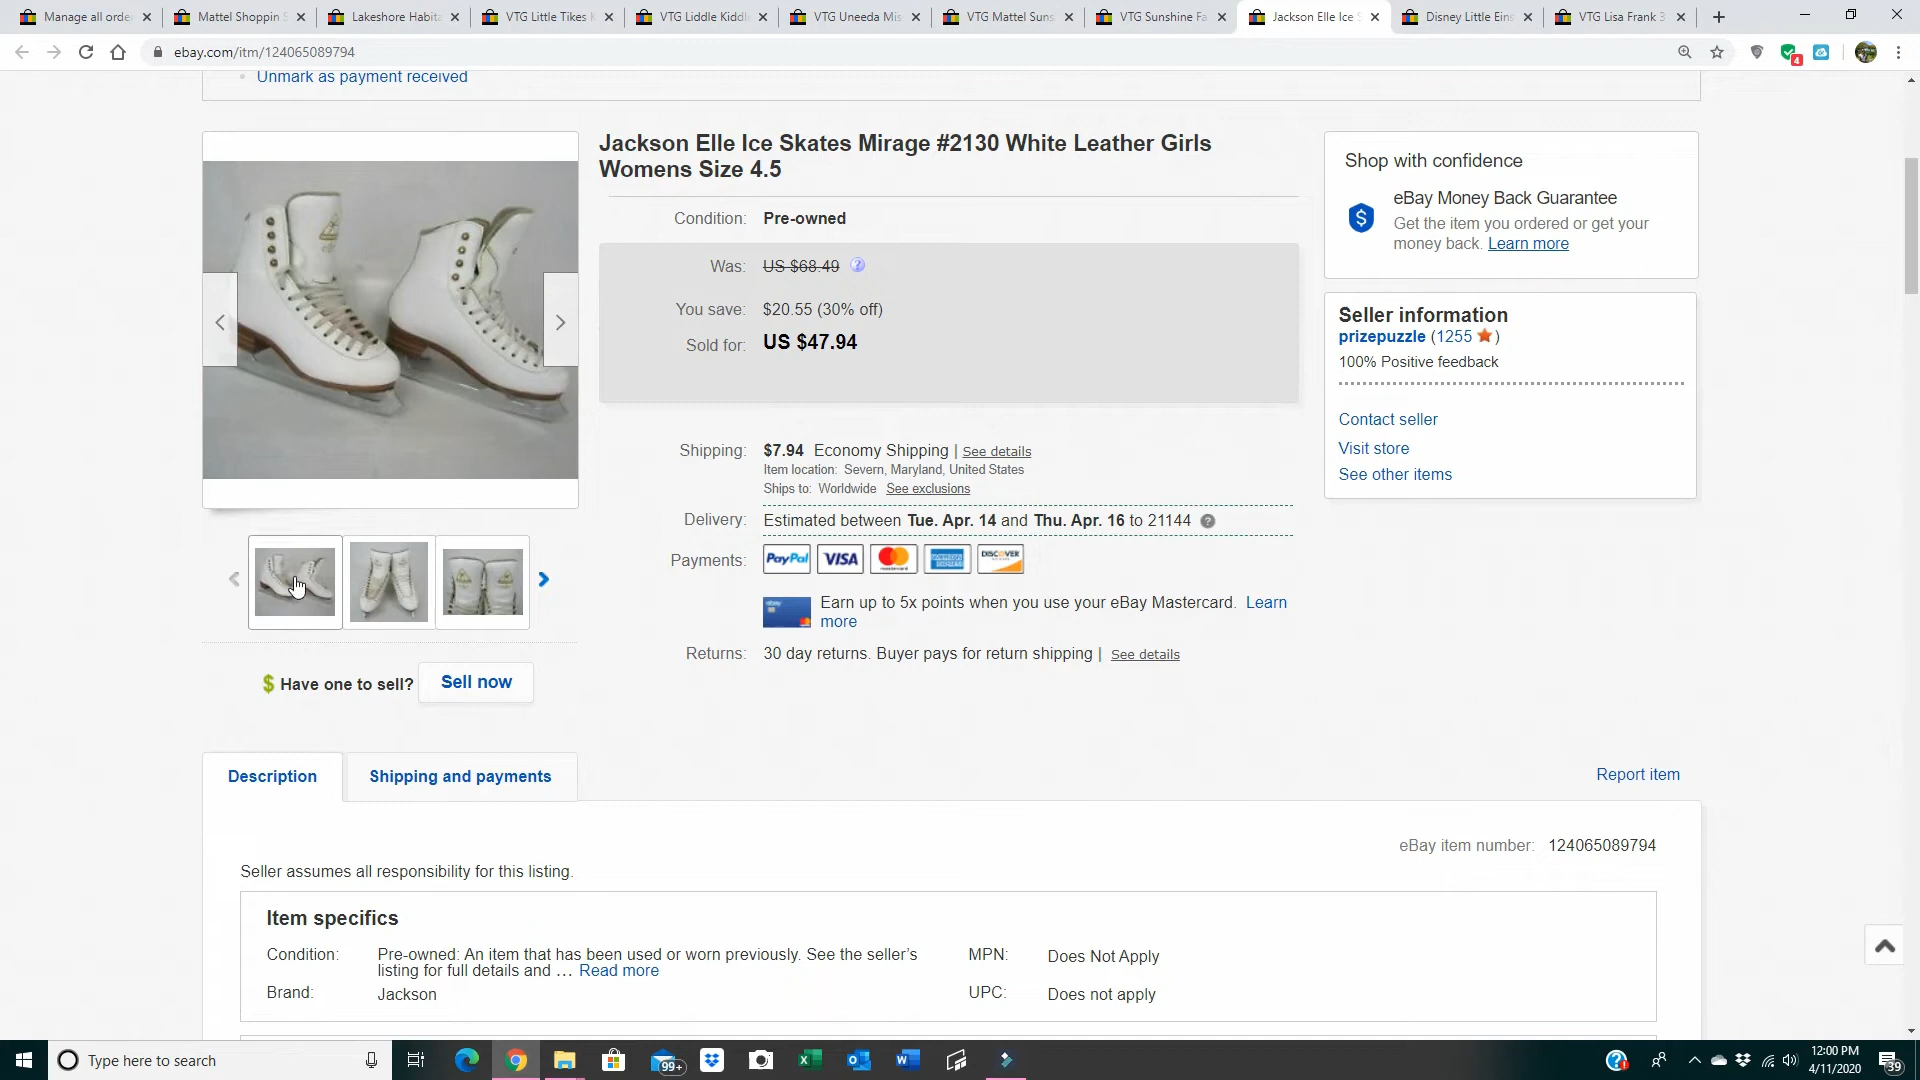 Manage all orde
Mattel Shoppin S
Lakeshore Habita
VTG Little Tikes K
VTG Liddle Kiddl
VTG Uneeda Mis
VTG Mattel Suns
VTG Sunshine Fa
Jackson Elle Ice S
Disney Little Eins
VTG Lisa Frank 3
ebay.com/itm/124065089794
4
Unmark as payment received
Jackson Elle Ice Skates Mirage #2130 White Leather Girls
Womens Size 4.5
Condition: Pre-owned
Was: US $68.49
You save: $20.55 (30% off)
Sold for: US $47.94
Shipping: $7.94 Economy Shipping | See details
Item location: Severn, Maryland, United States
Ships to: Worldwide See exclusions
Delivery: Estimated between Tue. Apr. 14 and Thu. Apr. 16 to 21144
Payments: PayPal VISA MasterCard AMERICAN EXPRESS DISCOVER
Earn up to 5x points when you use your eBay Mastercard. Learn
more
Returns: 30 day returns. Buyer pays for return shipping | See details
Shop with confidence
eBay Money Back Guarantee
Get the item you ordered or get your
money back. Learn more
Seller information
prizepuzzle (1255 )
100% Positive feedback
Contact seller
Visit store
See other items
Have one to sell? Sell now
Description
Shipping and payments
Report item
eBay item number: 124065089794
Seller assumes all responsibility for this listing.
Item specifics
Condition: Pre-owned: An item that has been used or worn previously. See the seller's
listing for full details and … Read more
MPN: Does Not Apply
Brand: Jackson
UPC: Does not apply
Type here to search
99+
12:00 PM
4/11/2020
39